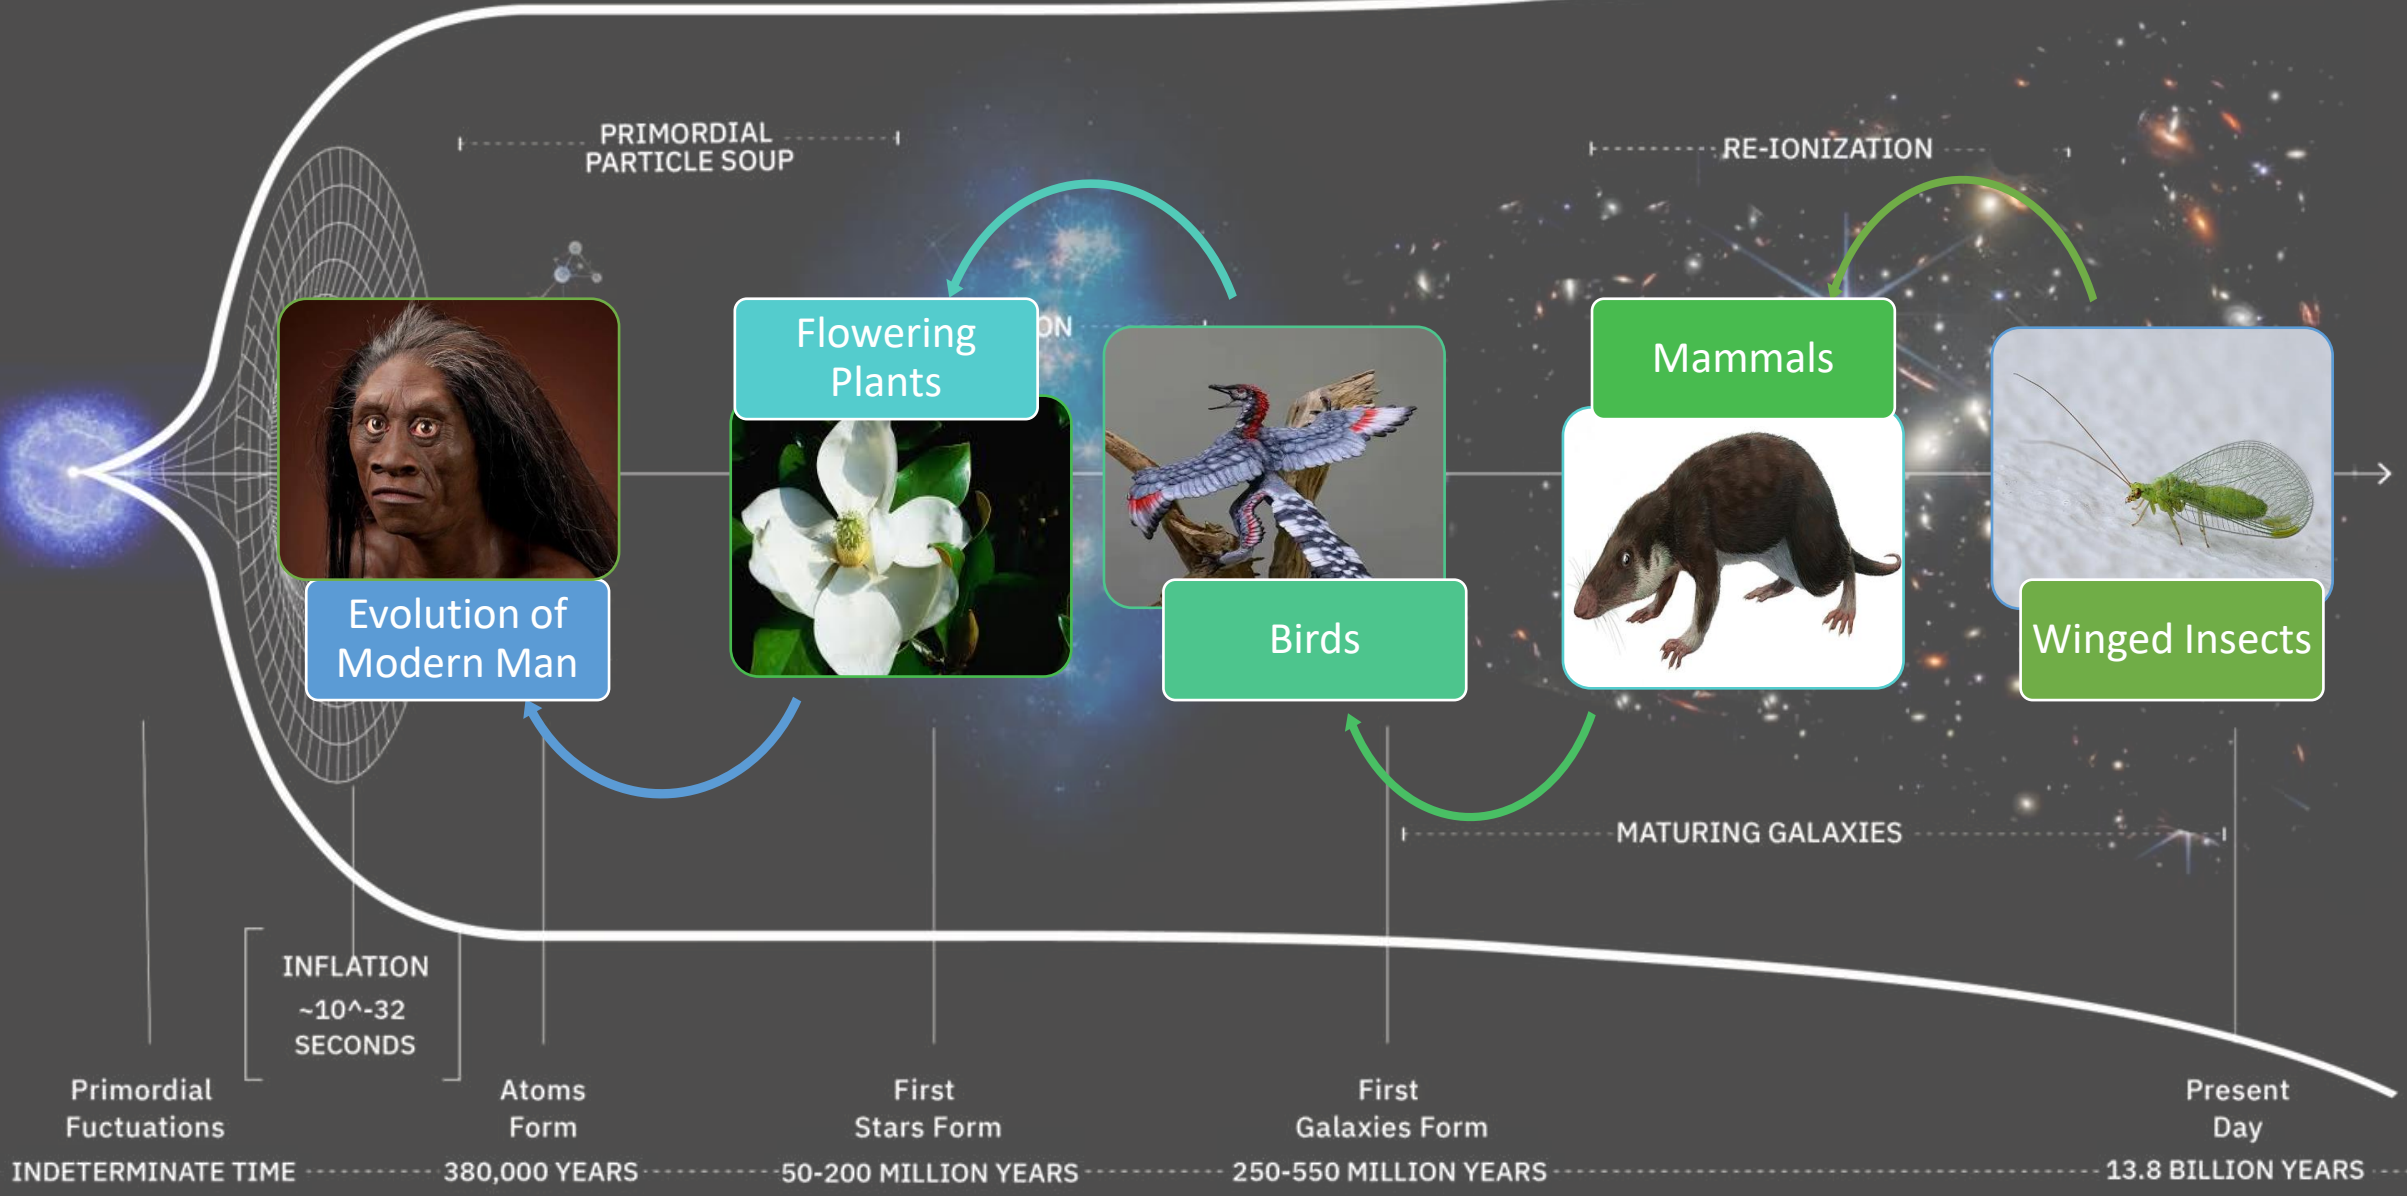 PRIMORDIAL
PARTICLE SOUP
RE-IONIZATION
Flowering
Plants
Mammals
Evolution of
Modern Man
Birds
Winged Insects
MATURING GALAXIES
INFLATION
~10^-32
SECONDS
Primordial
Fuctuations
Atoms
Form
First
Stars Form
First
Galaxies Form
Present
Day
INDETERMINATE TIME
380,000 YEARS
50-200 MILLION YEARS
250-550 MILLION YEARS
13.8 BILLION YEARS